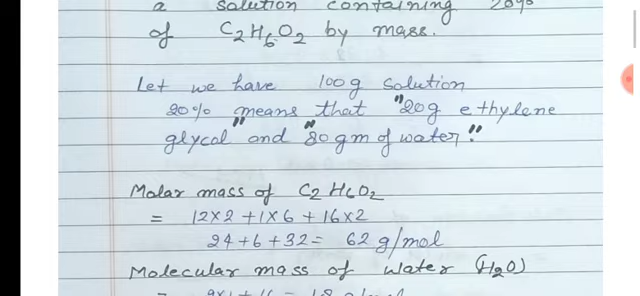 a solution containing 20%
of C2H6O2 by mass.
Let we have 100g solution
20% means that "20g ethylene
glycol" and "80 gm of water"!
Molar mass of C2H6O2
= 12×2+1×6+16×2
24+6+32= 62 g/mol
Molecular mass of water (H2O)